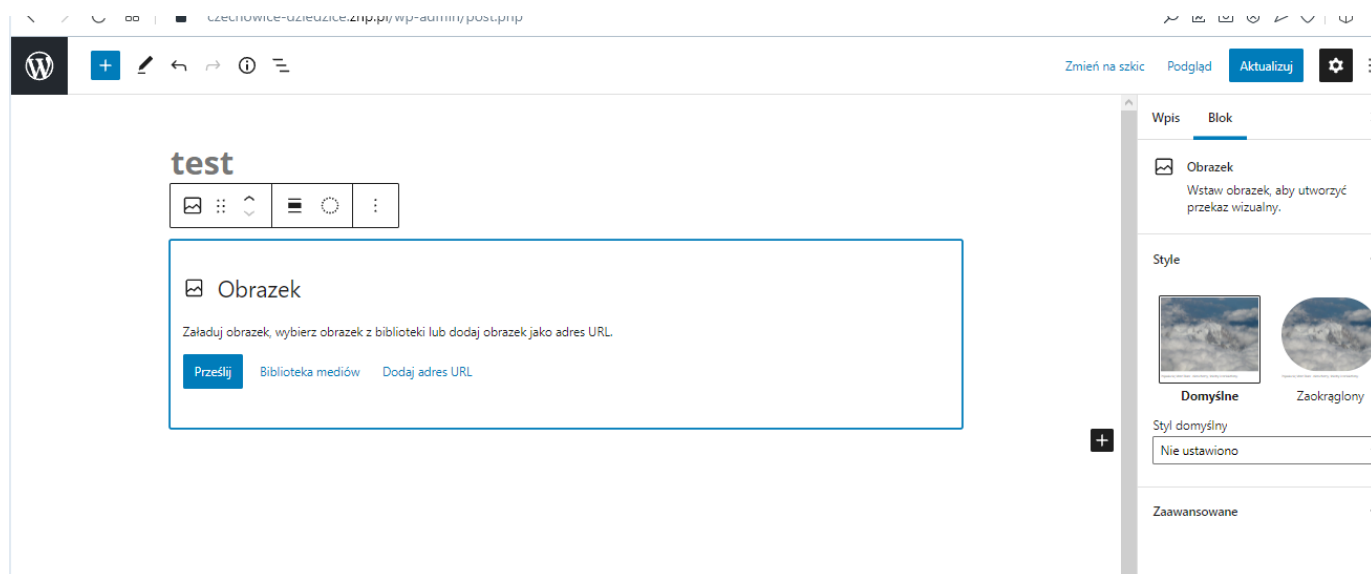 czechowice-dziedzice.znp.pl/wp-admin/post.php
Zmień na szkic Podgląd Aktualizuj
Wpis Blok
test
Obrazek
Wstaw obrazek, aby utworzyć
przekaz wizualny.
Obrazek
Załaduj obrazek, wybierz obrazek z biblioteki lub dodaj obrazek jako adres URL.
Prześlij Biblioteka mediów Dodaj adres URL
Style
Domyślne Zaokrąglony
Styl domyślny
Nie ustawiono
Zaawansowane